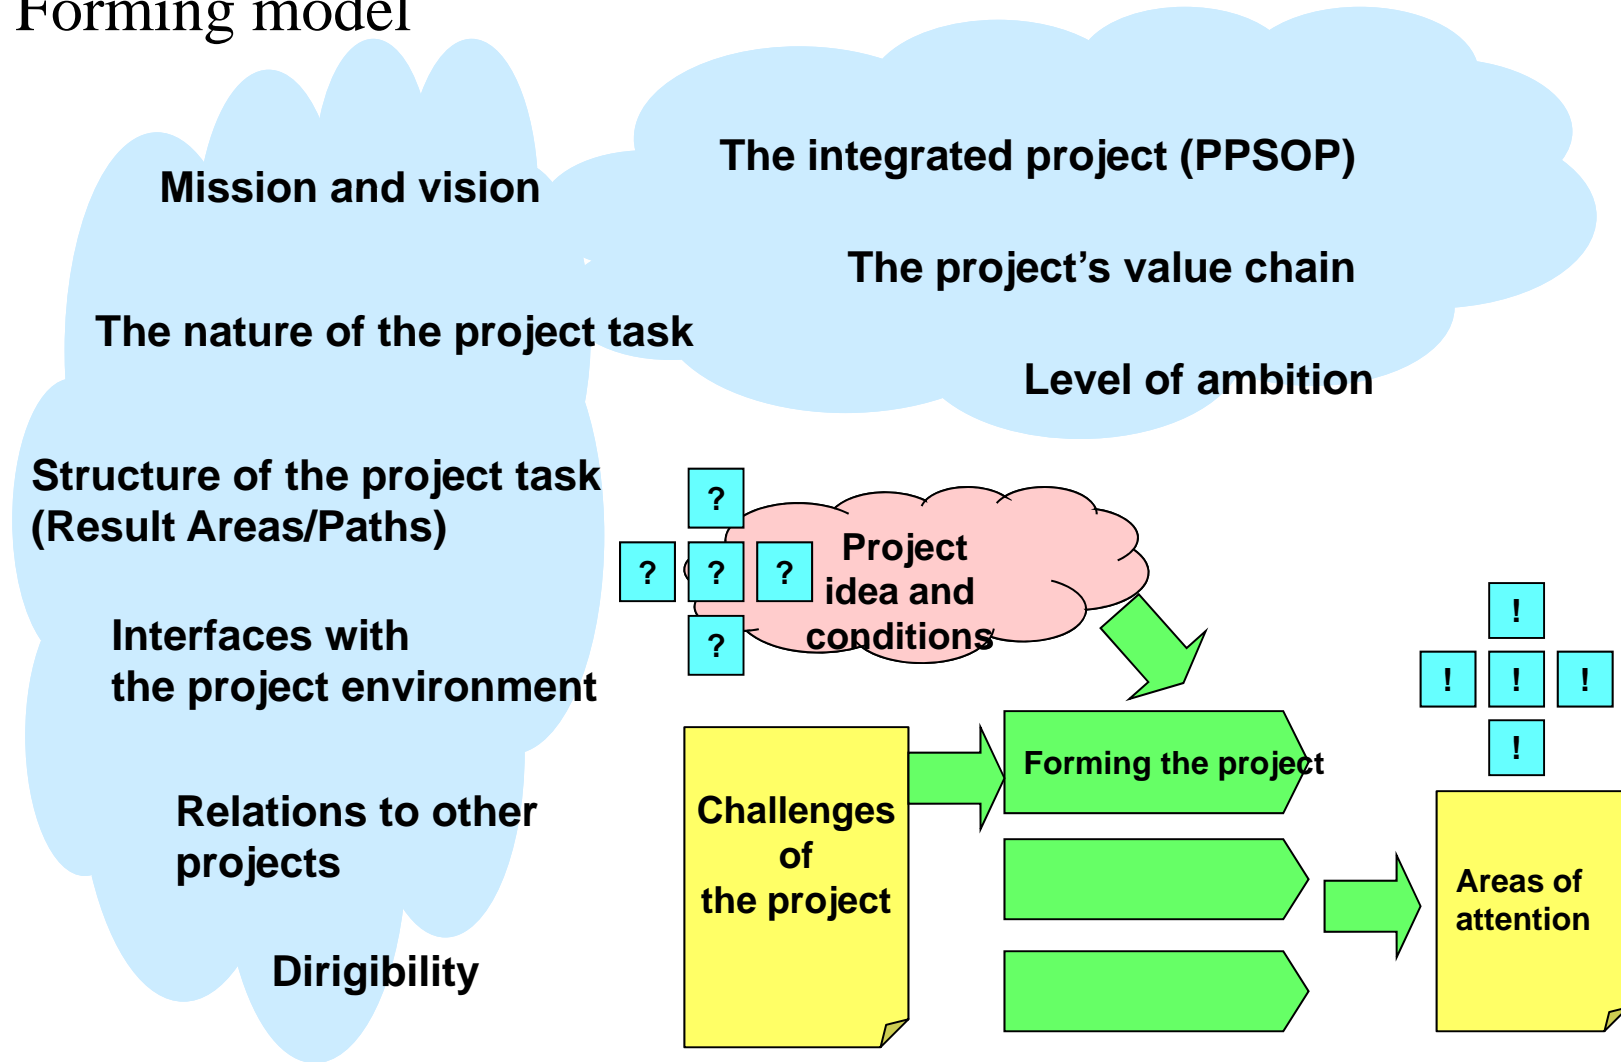 Forming model
Mission and vision
The integrated project (PPSOP)
The project’s value chain
The nature of the project task
Level of ambition
Structure of the project task
(Result Areas/Paths)
Interfaces with
the project environment
Relations to other
projects
Dirigibility
?
? ? ?
?
Project
idea and
conditions
!
! ! !
!
Challenges
of
the project
Forming the project
Areas of
attention